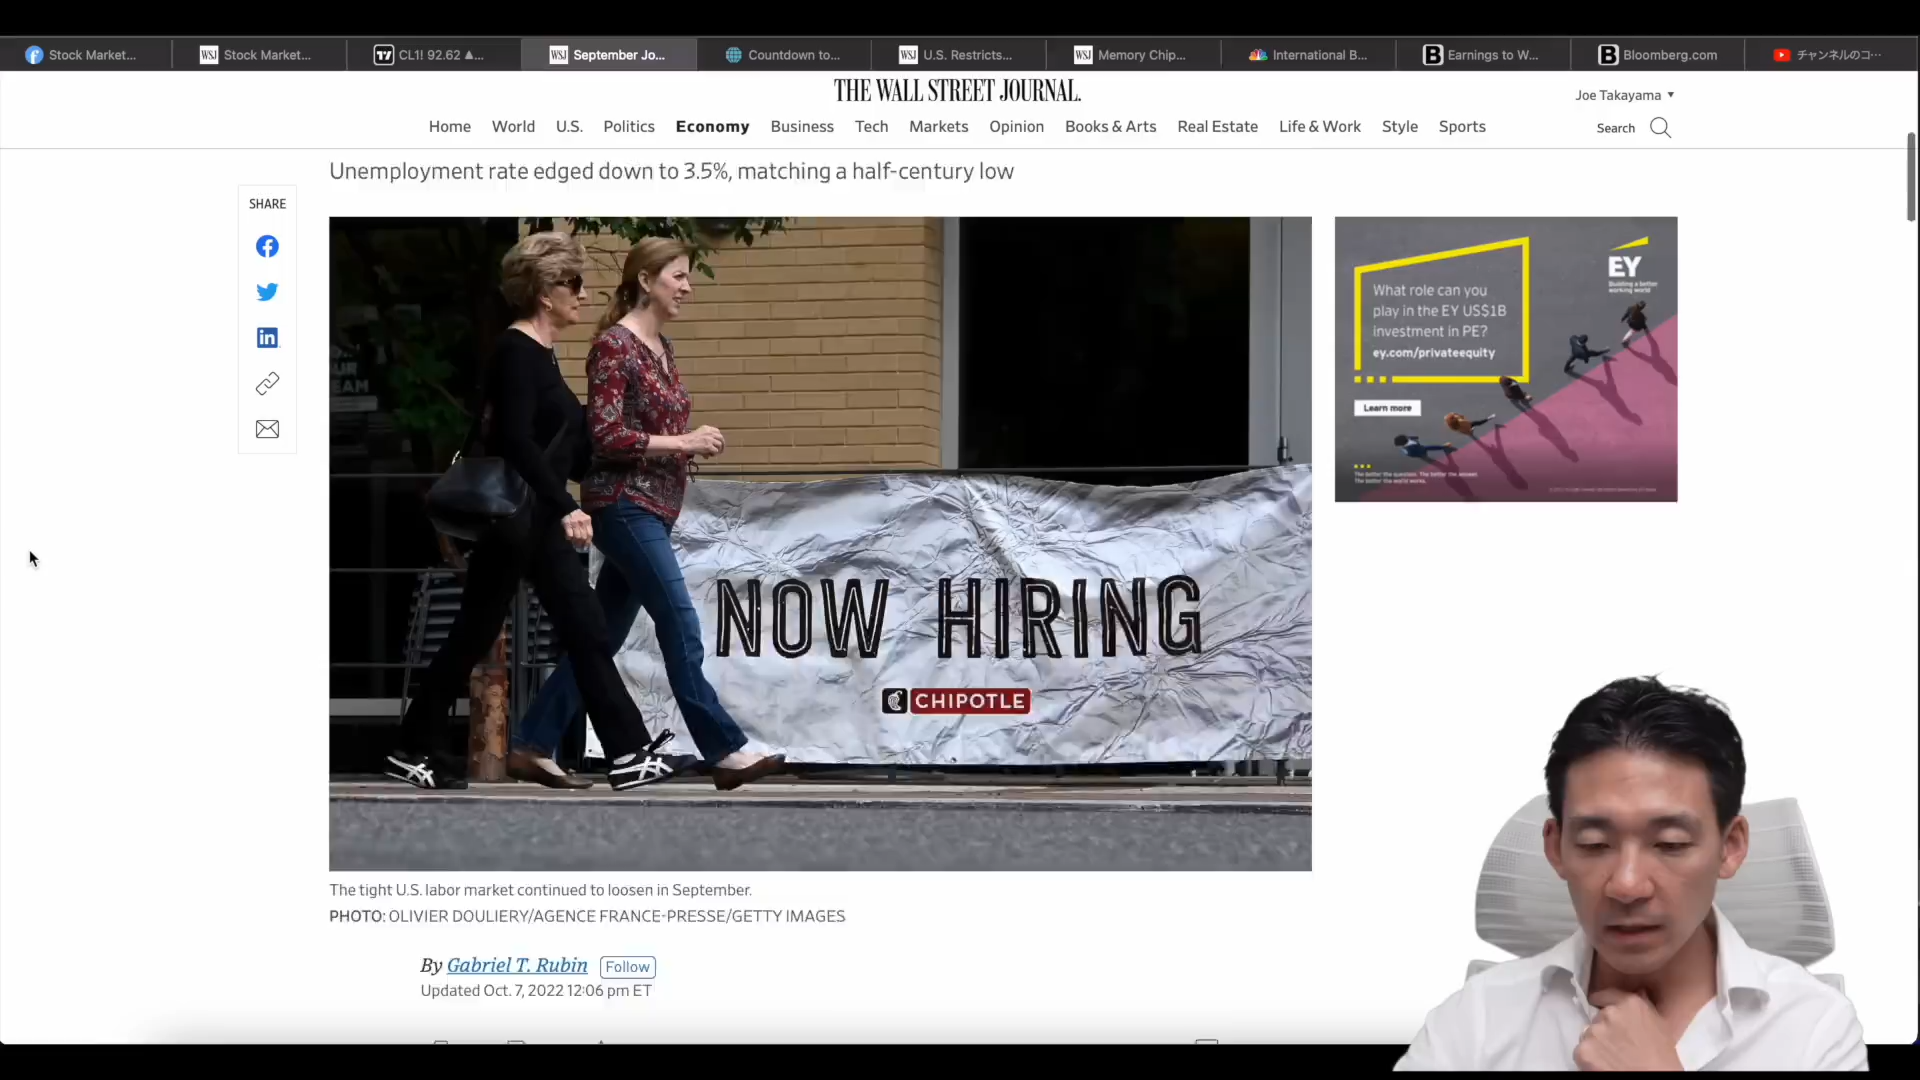 Stock Market...
Stock Market...
CL1! 92.62 ▲...
September Jo...
Countdown to...
U.S. Restricts...
Memory Chip...
International B...
Earnings to W...
Bloomberg.com
チャンネルのコ...
THE WALL STREET JOURNAL.
Joe Takayama
Home World U.S. Politics Economy Business Tech Markets Opinion Books & Arts Real Estate Life & Work Style Sports
Search
Unemployment rate edged down to 3.5%, matching a half-century low
SHARE
What role can you
play in the EY US$1B
investment in PE?
ey.com/privateequity
Learn more
EY
Building a better
working world
NOW HIRING
CHIPOTLE
The tight U.S. labor market continued to loosen in September.
PHOTO: OLIVIER DOULIERY/AGENCE FRANCE-PRESSE/GETTY IMAGES
By Gabriel T. Rubin Follow
Updated Oct. 7, 2022 12:06 pm ET